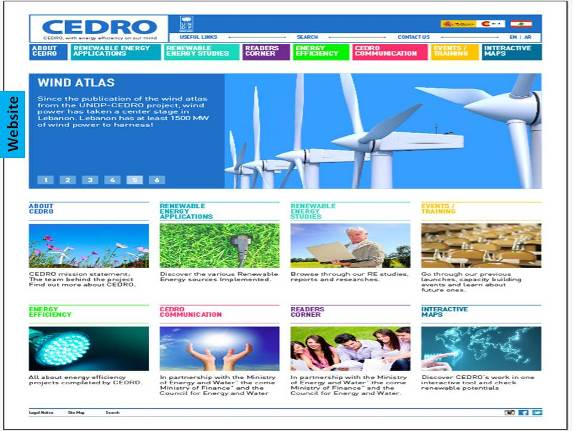 CEDRO
CEDRO, with energy efficiency on our mind
USEFUL LINKS
SEARCH
CONTACT US
EN | AR
ABOUT CEDRO
RENEWABLE ENERGY APPLICATIONS
RENEWABLE ENERGY STUDIES
READERS CORNER
ENERGY EFFICIENCY
CEDRO COMMUNICATION
EVENTS / TRAINING
INTERACTIVE MAPS
Website
WIND ATLAS
Since the publication of the wind atlas
from the UNDP-CEDRO project, wind
power has taken a center stage in
Lebanon. Lebanon has at least 1500 MW
of wind power to harness!
1 2 3 4 5 6
ABOUT
CEDRO
CEDRO mission statement;
The team behind the project
Find out more about CEDRO.
RENEWABLE
ENERGY
APPLICATIONS
Discover the various Renewable
Energy sources Implemented.
RENEWABLE
ENERGY
STUDIES
Browse through our RE studies,
reports and researches.
EVENTS /
TRAINING
Go through our previous
launches, capacity building
events and learn about
future ones.
ENERGY
EFFICIENCY
All about energy efficiency
projects completed by CEDRO
CEDRO
COMMUNICATION
In partnership with the Ministry
of Energy and Water" the come
Ministry of Finance" and the
Council for Energy and Water
READERS
CORNER
In partnership with the Ministry
of Energy and Water" the come
Ministry of Finance" and the
Council for Energy and Water.
INTERACTIVE
MAPS
Discover CEDRO's work in one
interactive tool and check
renewable potentials
Legal Notice Site Map Search